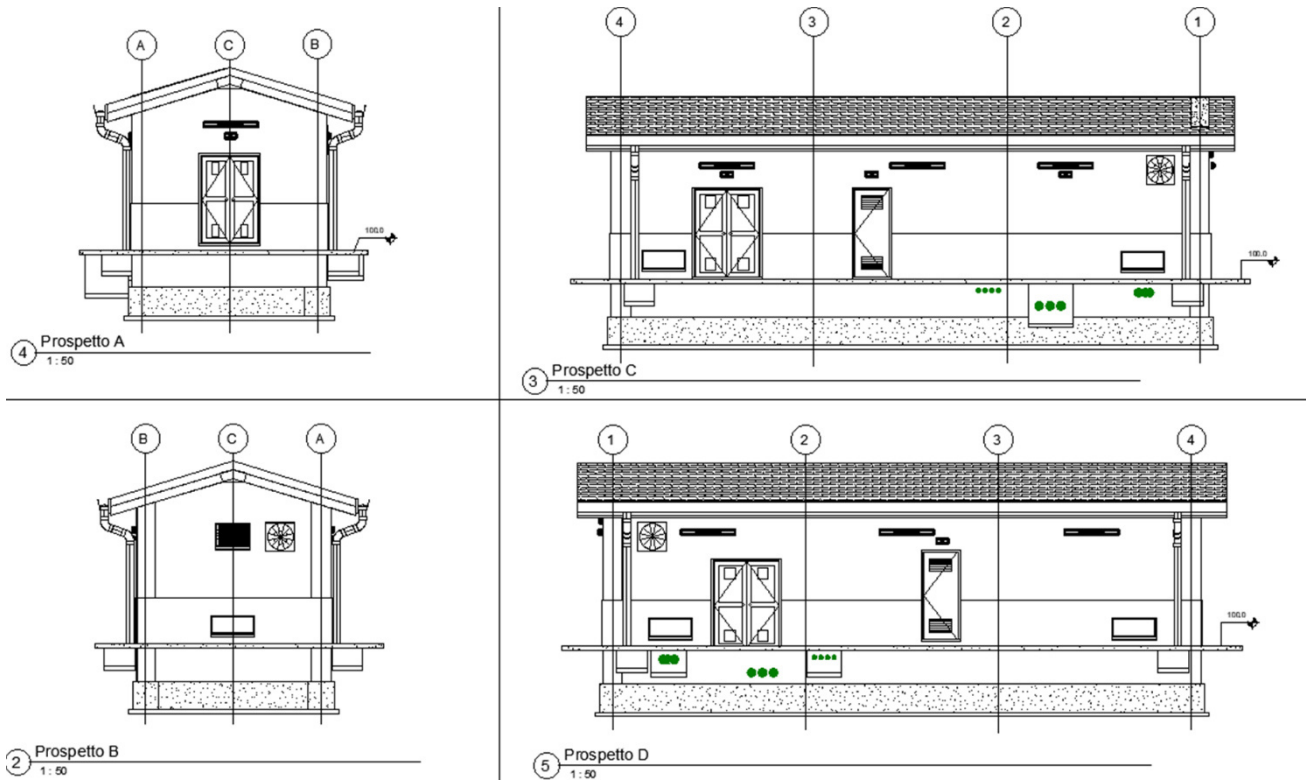 A C B
100.0
4 Prospetto A
1 : 50
4 3 2 1
100.0
3 Prospetto C
1 : 50
B C A
2 Prospetto B
1 : 50
1 2 3 4
100.0
5 Prospetto D
1 : 50